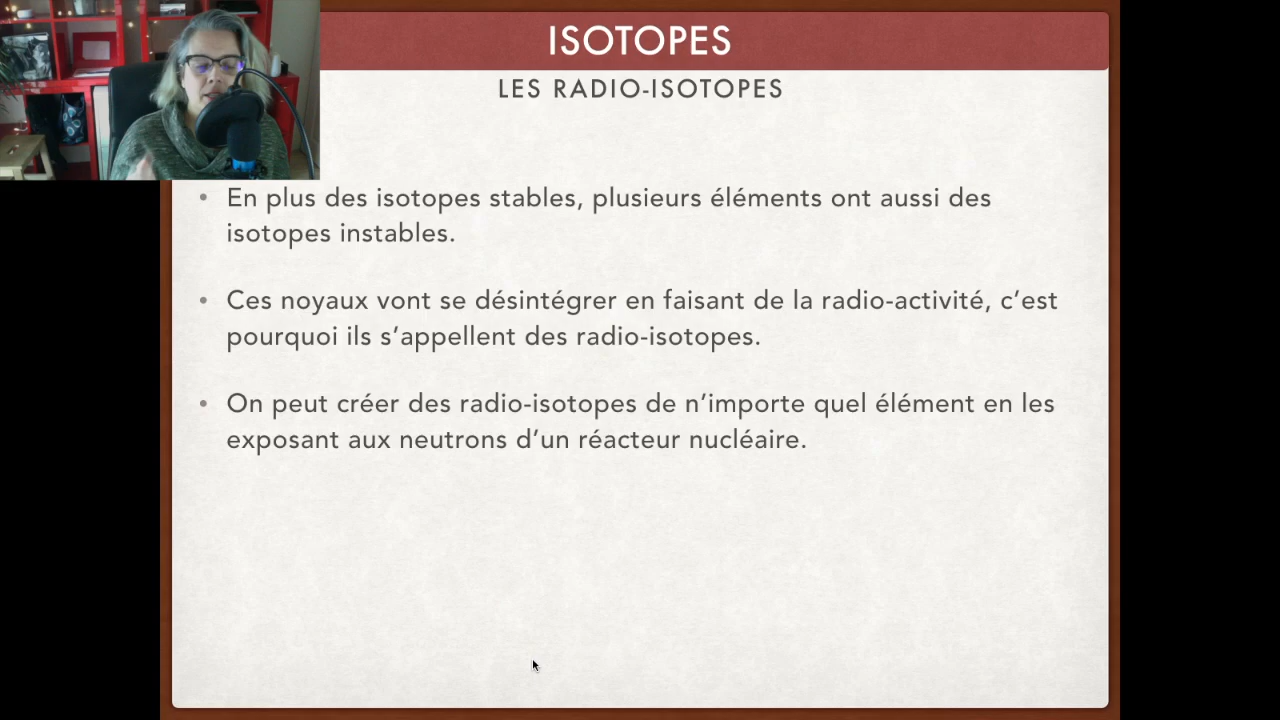 ISOTOPES
LES RADIO-ISOTOPES
• En plus des isotopes stables, plusieurs éléments ont aussi des
isotopes instables.
• Ces noyaux vont se désintégrer en faisant de la radio-activité, c’est
pourquoi ils s’appellent des radio-isotopes.
• On peut créer des radio-isotopes de n’importe quel élément en les
exposant aux neutrons d’un réacteur nucléaire.